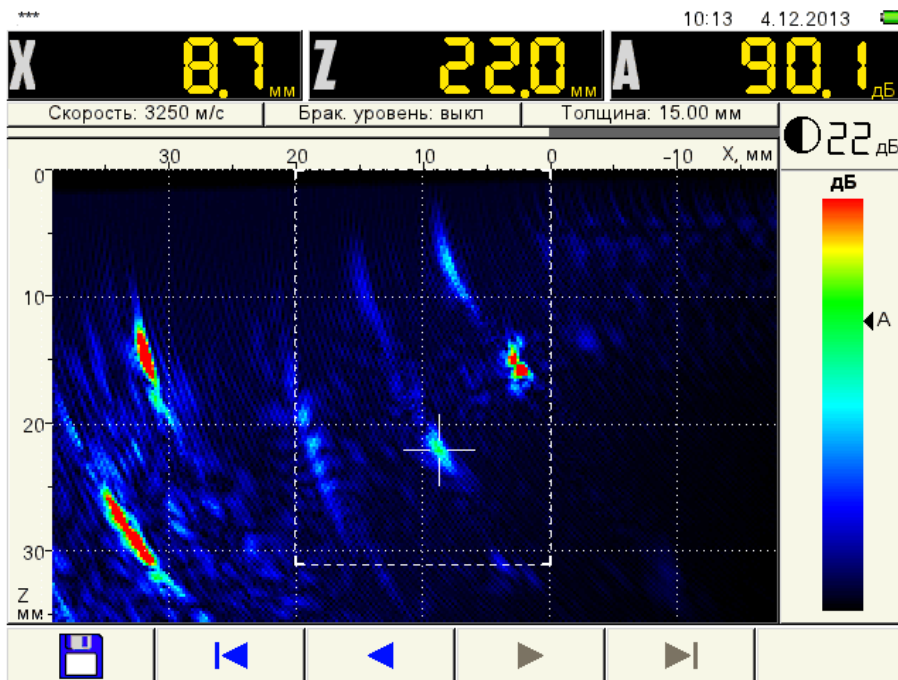 *** 10:13 4.12.2013
X 8.7 мм Z 22.0 мм A 90.1 дБ
Скорость: 3250 м/с Брак. уровень: выкл Толщина: 15.00 мм
22 дБ
30 20 10 0 -10 X, мм
дБ
0
10
A
20
30
Z
мм